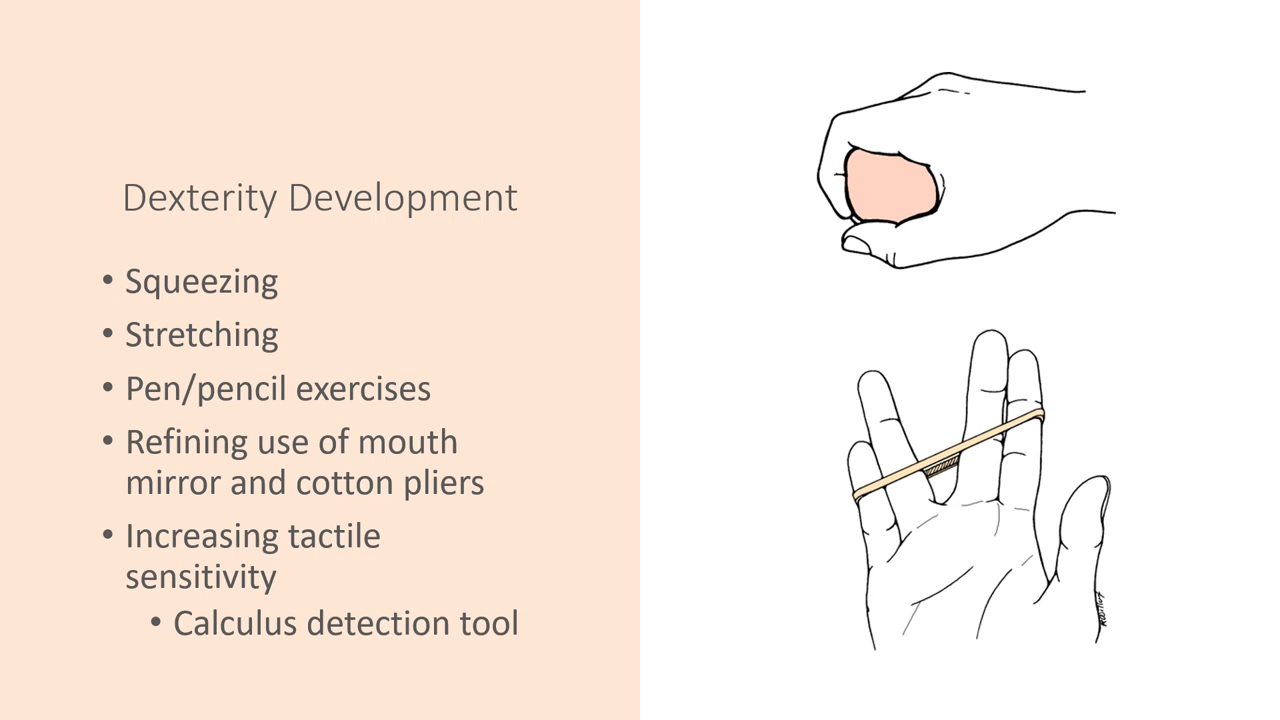 Dexterity Development
• Squeezing
• Stretching
• Pen/pencil exercises
• Refining use of mouth
mirror and cotton pliers
• Increasing tactile
sensitivity
• Calculus detection tool